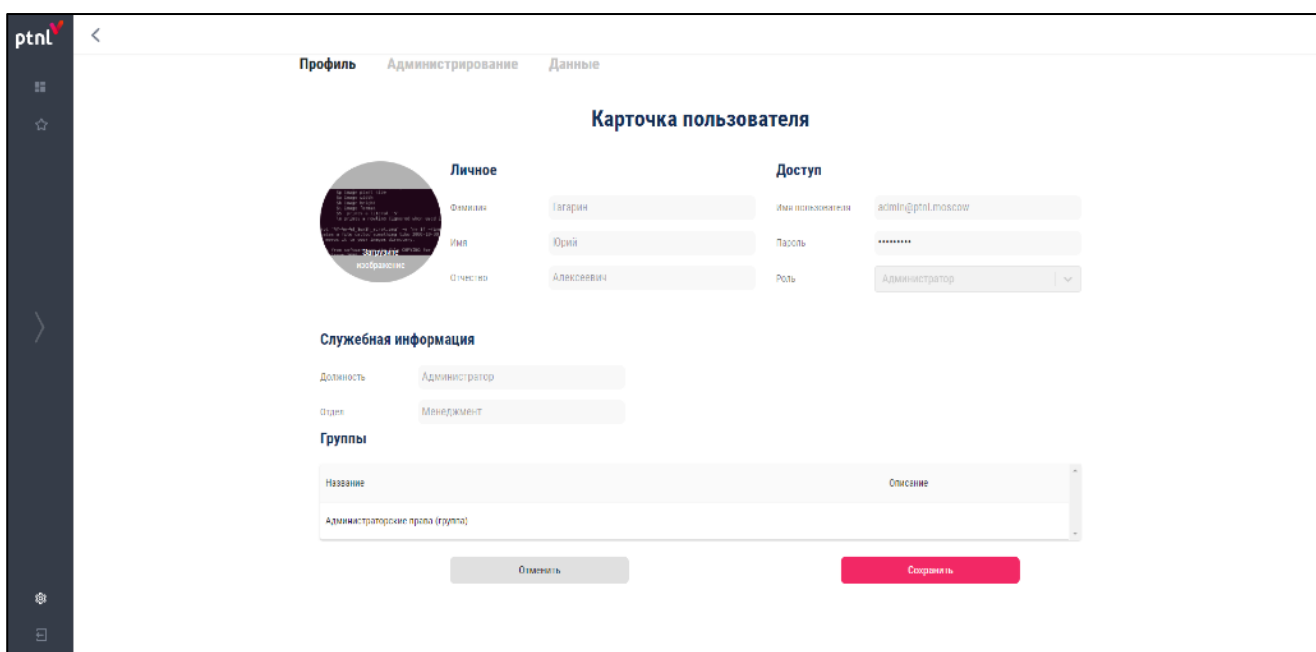 ptnl
Профиль Администрирование Данные
Карточка пользователя
Личное Доступ
Фамилия Гагарин Имя пользователя admin@ptnl.moscow
Имя Юрий Пароль •••••••••
Загрузите
изображение
Отчество Алексеевич Роль Администратор
Служебная информация
Должность Администратор
Отдел Менеджмент
Группы
Название Описание
Администраторские права (группа)
Отменить Сохранить